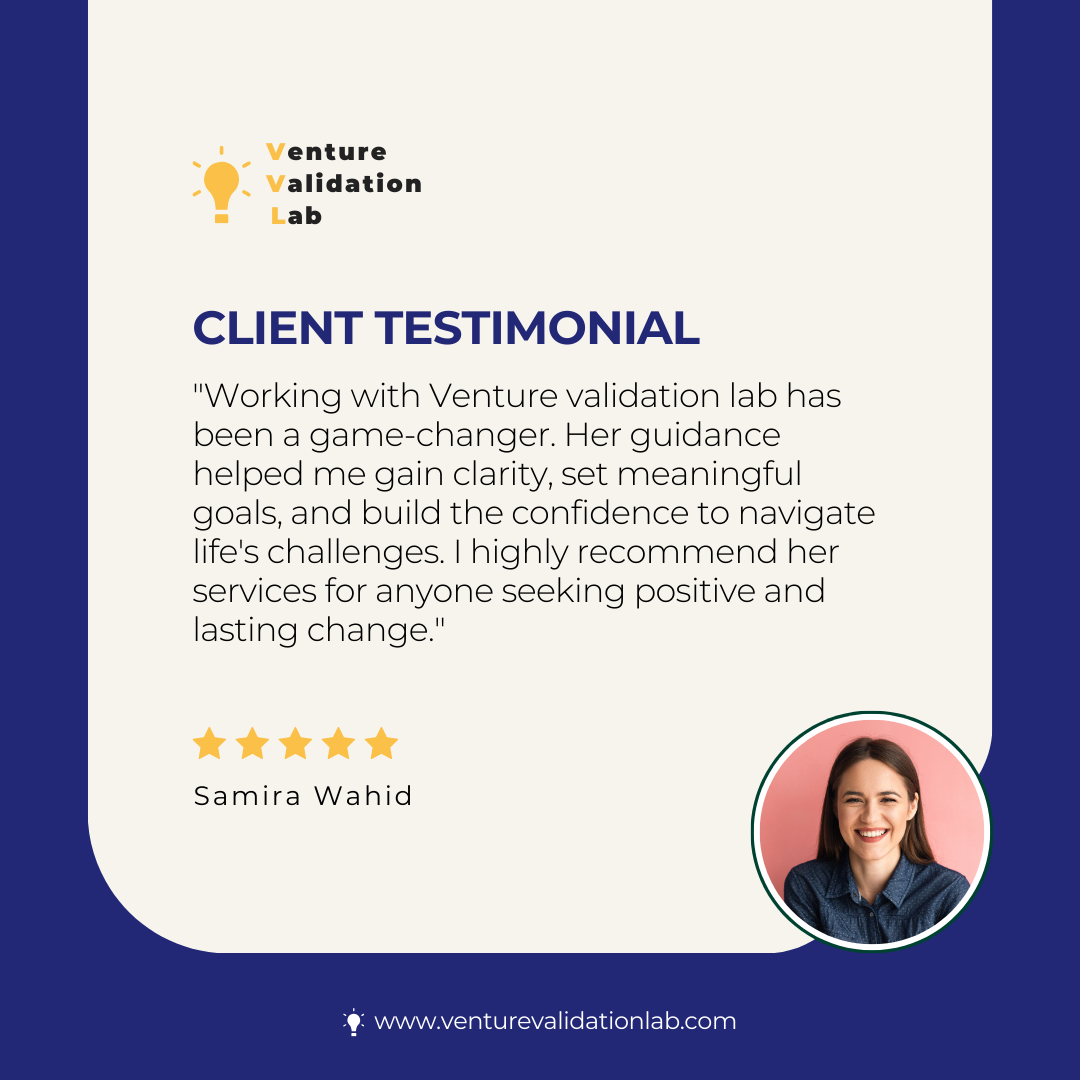 Venture
Validation
Lab
CLIENT TESTIMONIAL
"Working with Venture validation lab has
been a game-changer. Her guidance
helped me gain clarity, set meaningful
goals, and build the confidence to navigate
life's challenges. I highly recommend her
services for anyone seeking positive and
lasting change."
Samira Wahid
www.venturevalidationlab.com